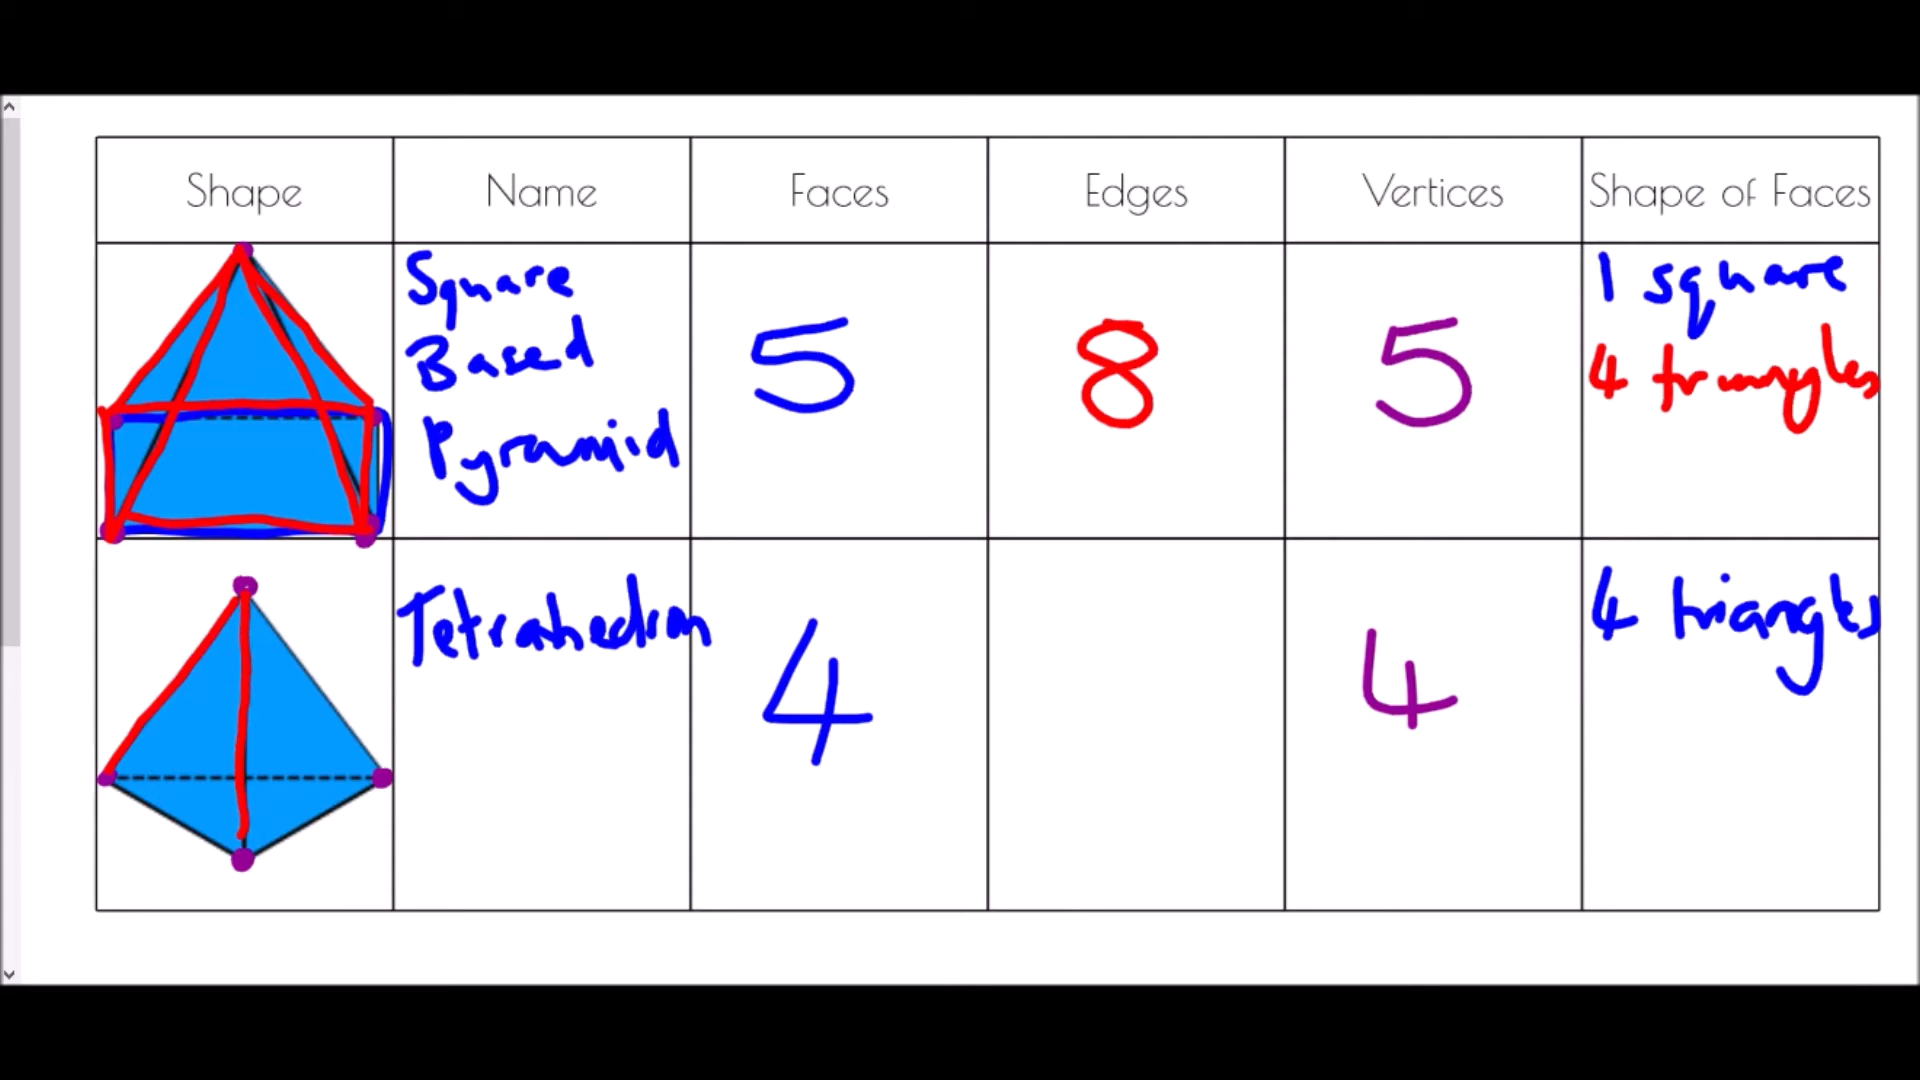 Shape Name Faces Edges Vertices Shape of Faces
Square
Based
Pyramid
5
8
5
1 square
4 triangles
Tetrahedron
4
4
4 triangles